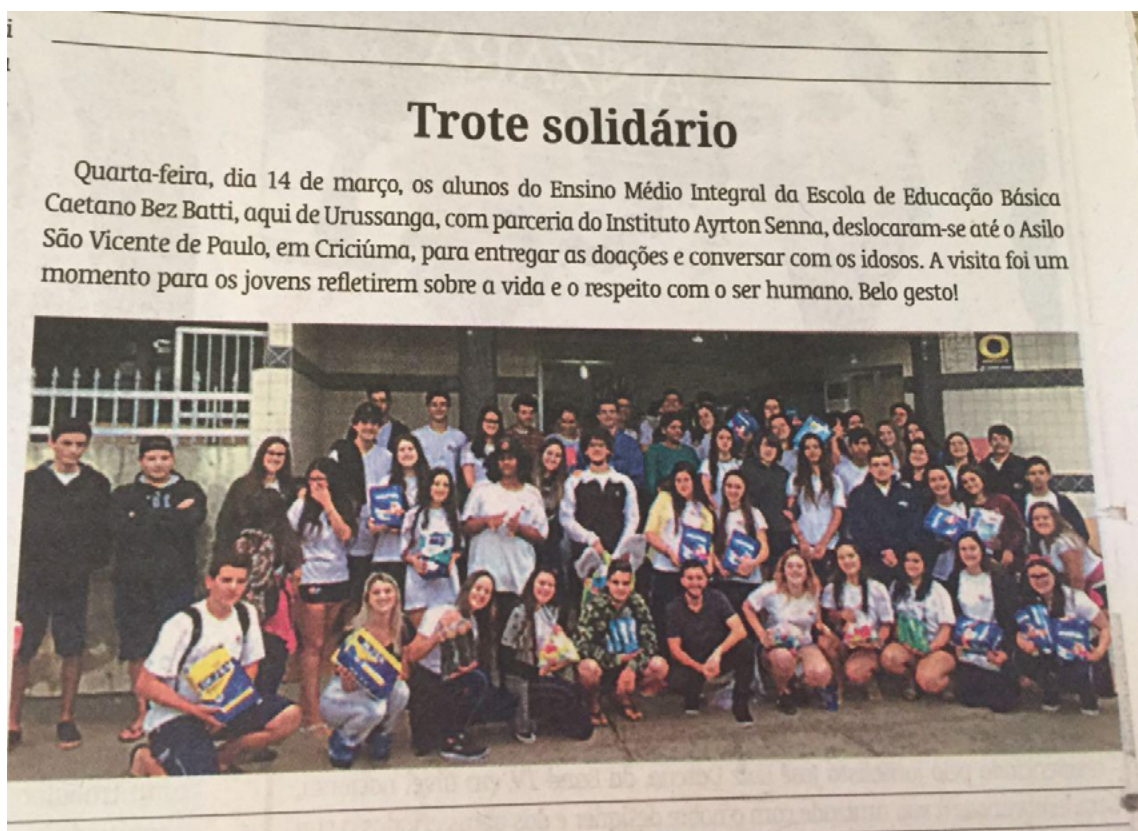 Trote solidário
Quarta-feira, dia 14 de março, os alunos do Ensino Médio Integral da Escola de Educação Básica
Caetano Bez Batti, aqui de Urussanga, com parceria do Instituto Ayrton Senna, deslocaram-se até o Asilo
São Vicente de Paulo, em Criciúma, para entregar as doações e conversar com os idosos. A visita foi um
momento para os jovens refletirem sobre a vida e o respeito com o ser humano. Belo gesto!